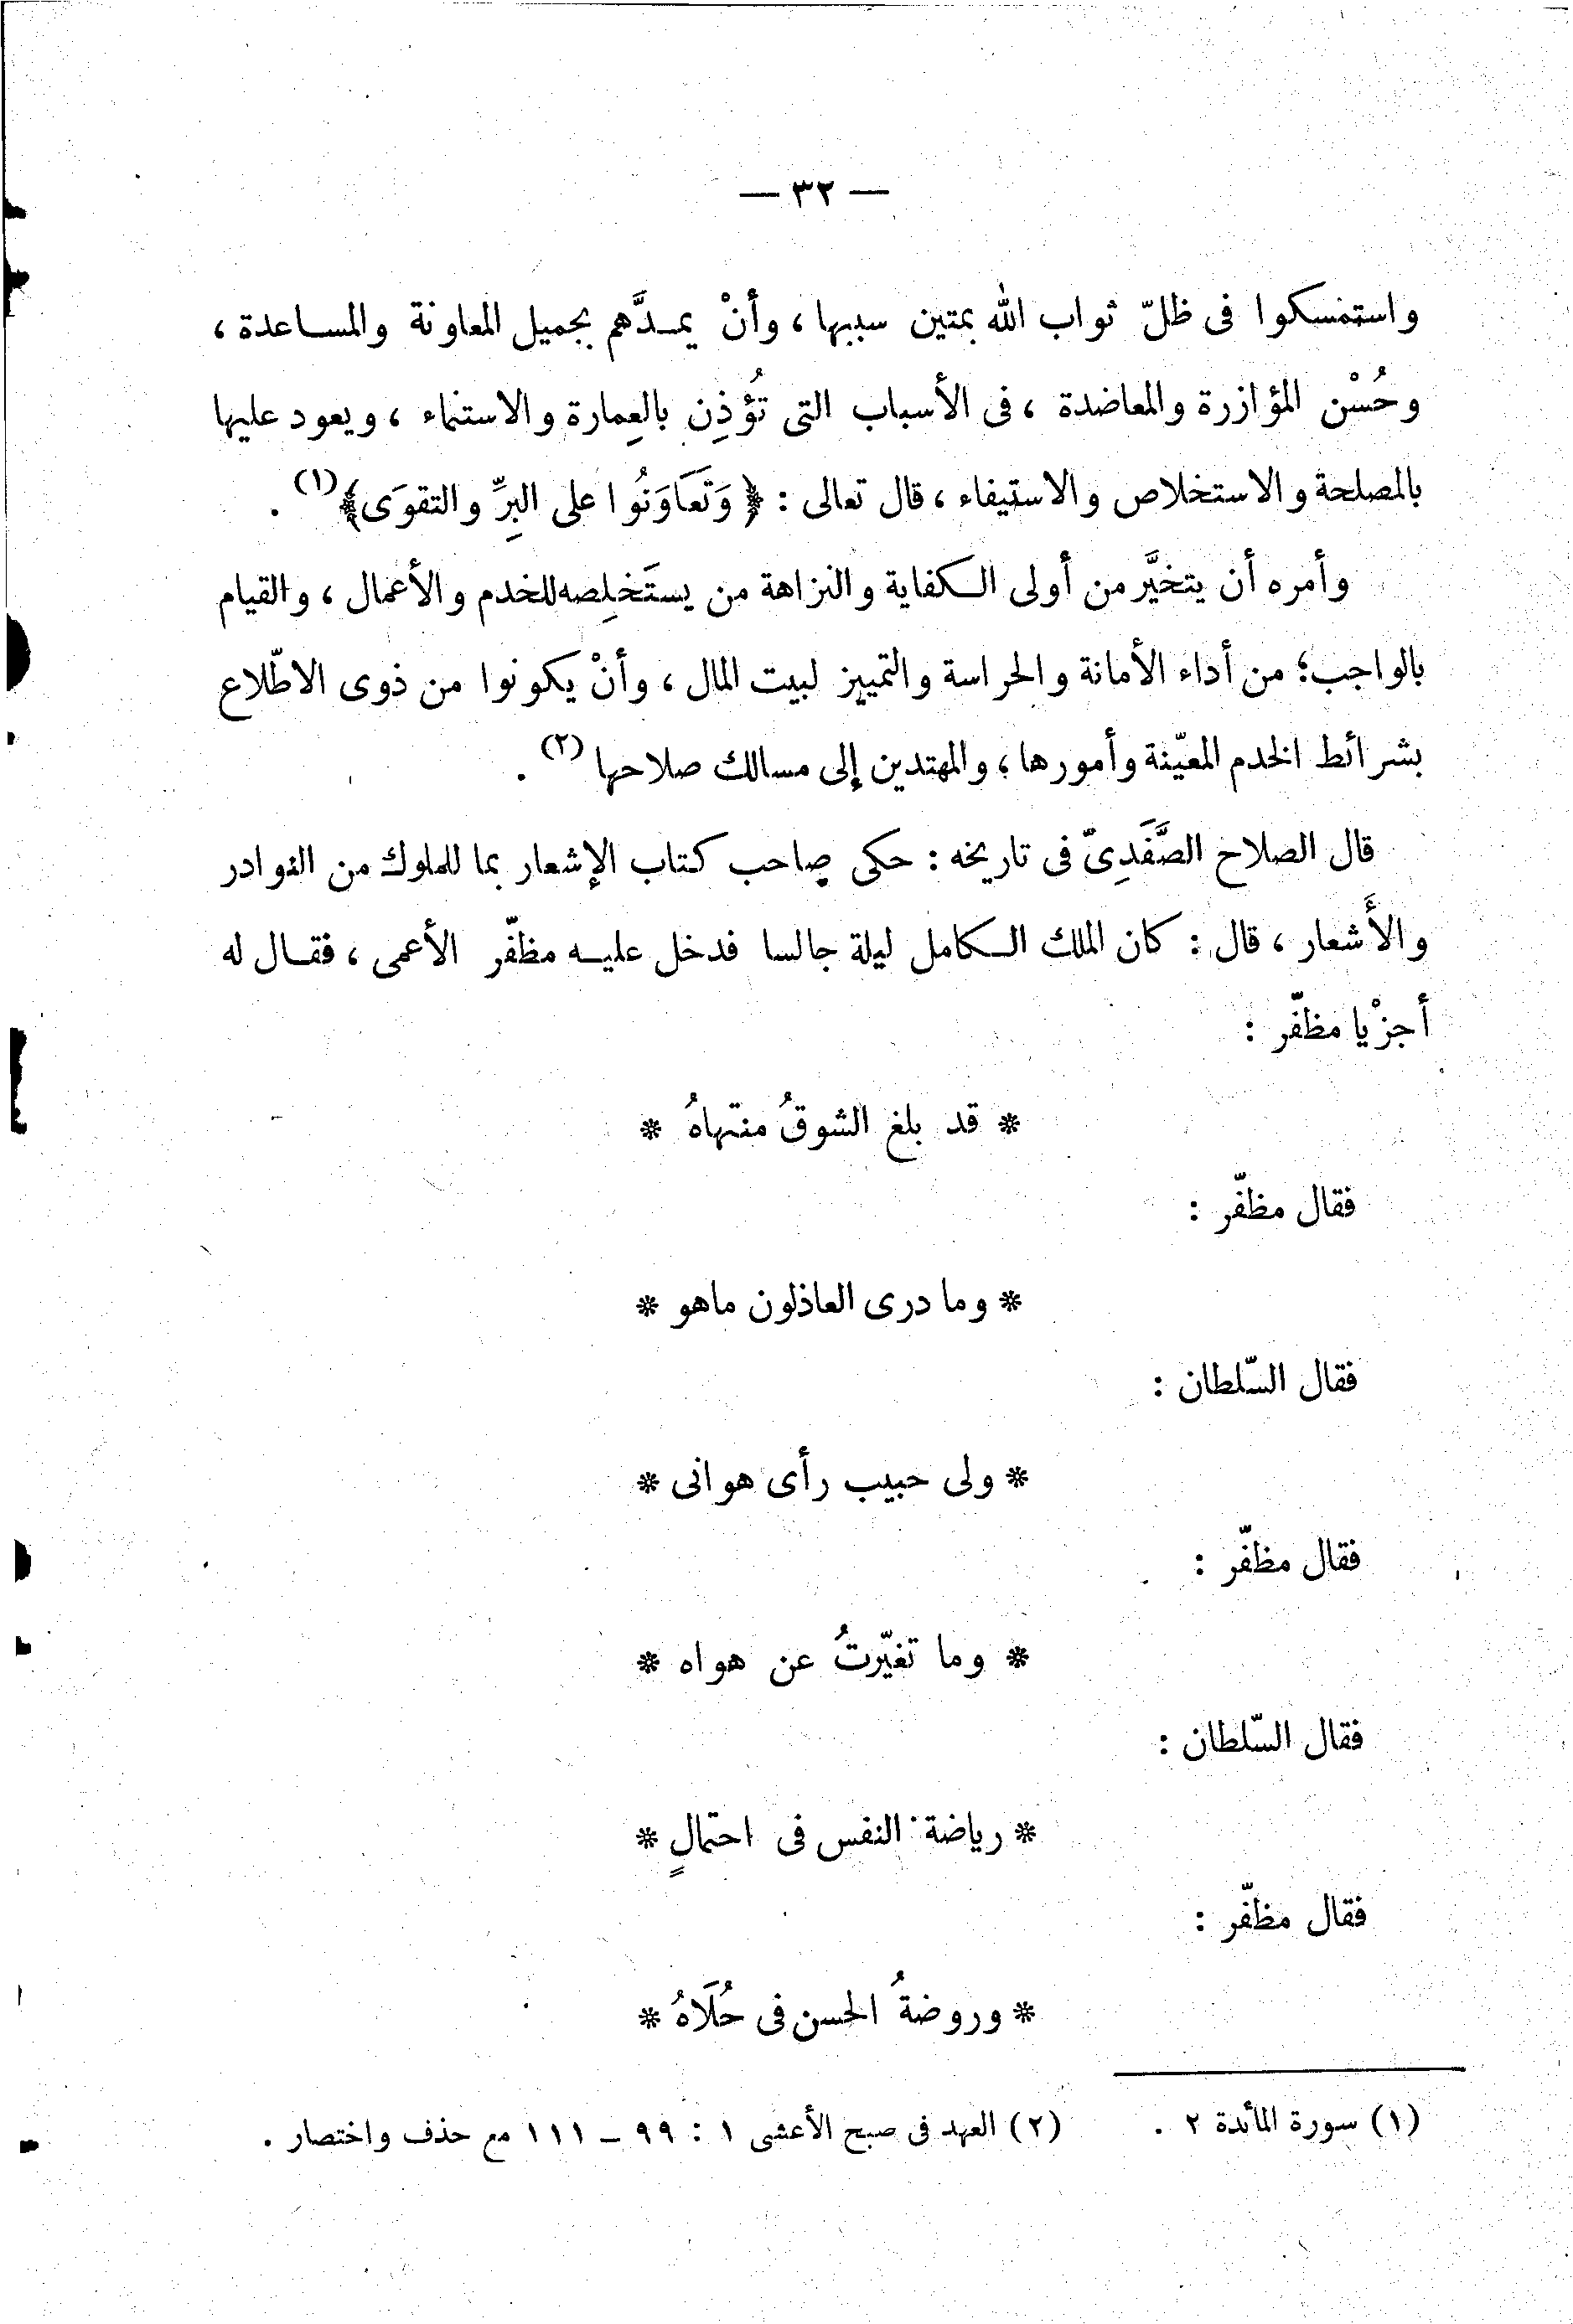 — ٣٢ —
واستمسكوا فى ظلّ ثواب الله بمتين سببها ، وأنْ يمــدَّهم بجميل المعاونة والمساعدة ،
وحُسْن المؤازرة والمعاضدة ، فى الأسباب التى تُؤذِن بالعِمارة والاستنماء ، ويعود عليها
بالمصلحة والاستخلاص والاستيفاء ، قال تعالى : ﴿ وَتَعَاوَنُوا على البِرِّ والتقوَى﴾(١) .
وأمره أن يتخيَّر من أولى الـكفاية والنزاهة من يستَخلِصه للخدم والأعمال ، والقيام
بالواجب؛ من أداء الأمانة والحراسة والتمييز لبيت المال ، وأنْ يكونوا من ذوى الاطّلاع
بشرائط الخدم المعيّنة وأمورها ، والمهتدين إلى مسالك صلاحها (٢) .
قال الصلاح الصَّفَدِىّ فى تاريخه : حكى صاحب كتاب الإشعار بما للملوك من النوادر
والأَشعار ، قال : كان الملك الـكامل ليلة جالسا فدخل عليــه مظفّر الأعمى ، فقــال له
أجزْ يا مظفّر :
* قد بلغ الشوقُ منتهاهُ *
فقال مظفّر :
* وما درى العاذلون ماهو *
فقال السّلطان :
* ولى حبيب رأى هوانى *
فقال مظفّر :
* وما تغيّرتُ عن هواه *
فقال السّلطان :
* رياضة النفس فى احتمالٍ *
فقال مظفّر :
* وروضةُ الحسن فى حُلَاهُ *
(١) سورة المائدة ٢ . (٢) العهد فى صبح الأعشى ١ : ٩٩ – ١١١ مع حذف واختصار .